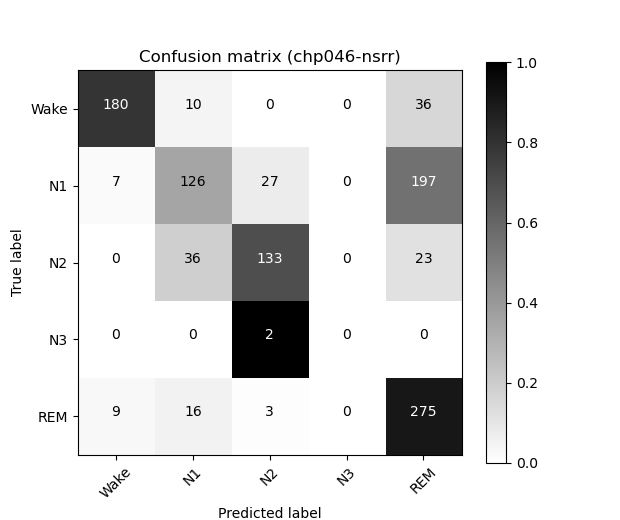 Confusion matrix (chp046-nsrr)
1.0
Wake 180 10 0 0 36
0.8
N1 7 126 27 0 197
0.6
True label
N2 0 36 133 0 23
0.4
N3 0 0 2 0 0
0.2
REM 9 16 3 0 275
0.0
Wake N1 N2 N3 REM
Predicted label